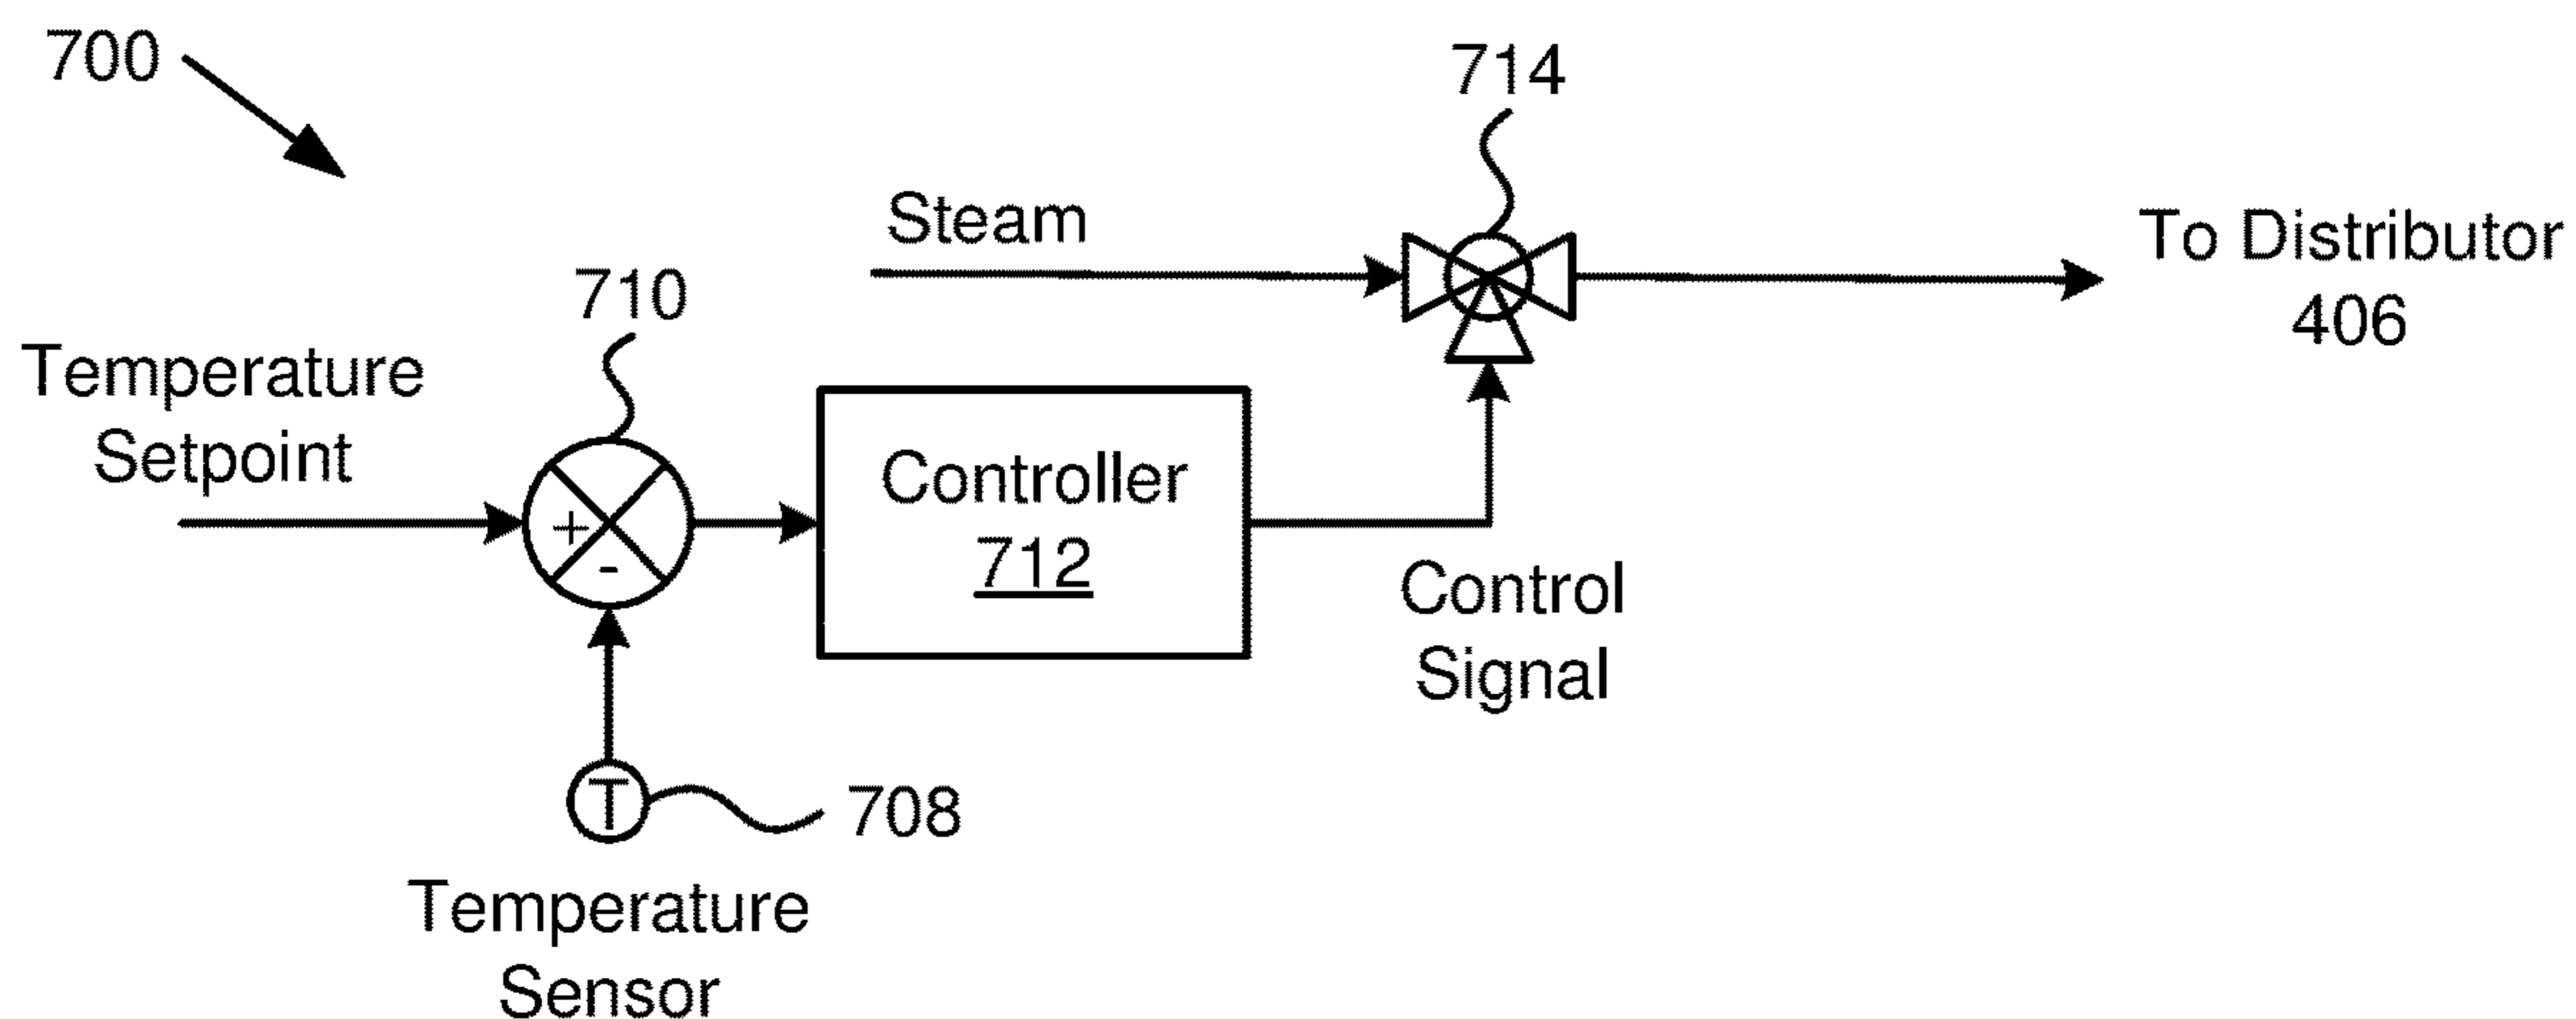 700
714
Steam
To Distributor
406
710
Temperature
Setpoint
+
-
Controller
712
Control
Signal
T
708
Temperature
Sensor